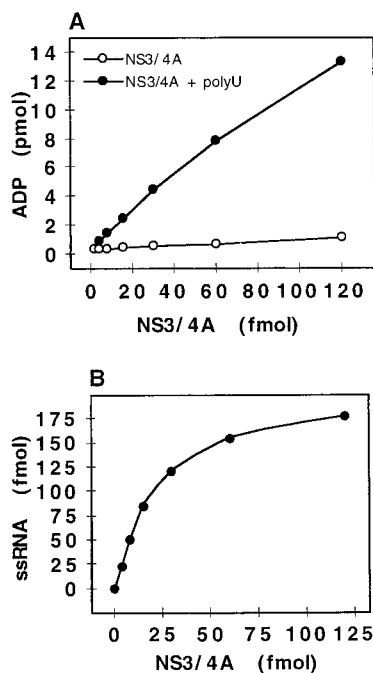 A
NS3/4A
NS3/4A + polyU
ADP (pmol)
14
12
10
8
6
4
2
0
0 20 40 60 80 100 120
NS3/4A (fmol)
B
ssRNA (fmol)
175
150
125
100
75
50
25
0
0 25 50 75 100 125
NS3/4A (fmol)